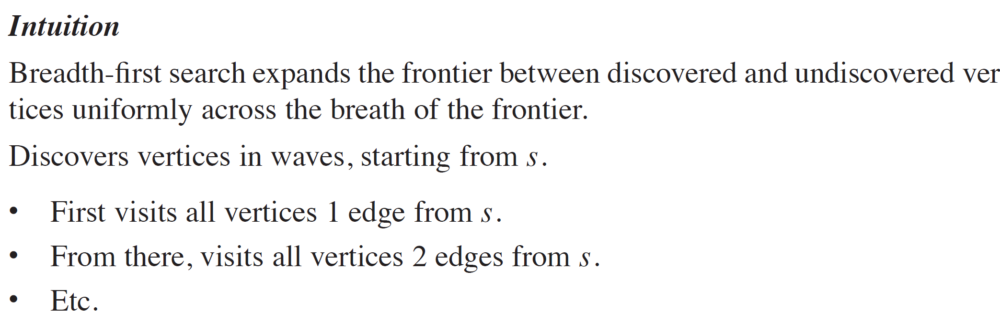 Intuition
Breadth-first search expands the frontier between discovered and undiscovered ver
tices uniformly across the breath of the frontier.
Discovers vertices in waves, starting from s.
• First visits all vertices 1 edge from s.
• From there, visits all vertices 2 edges from s.
• Etc.